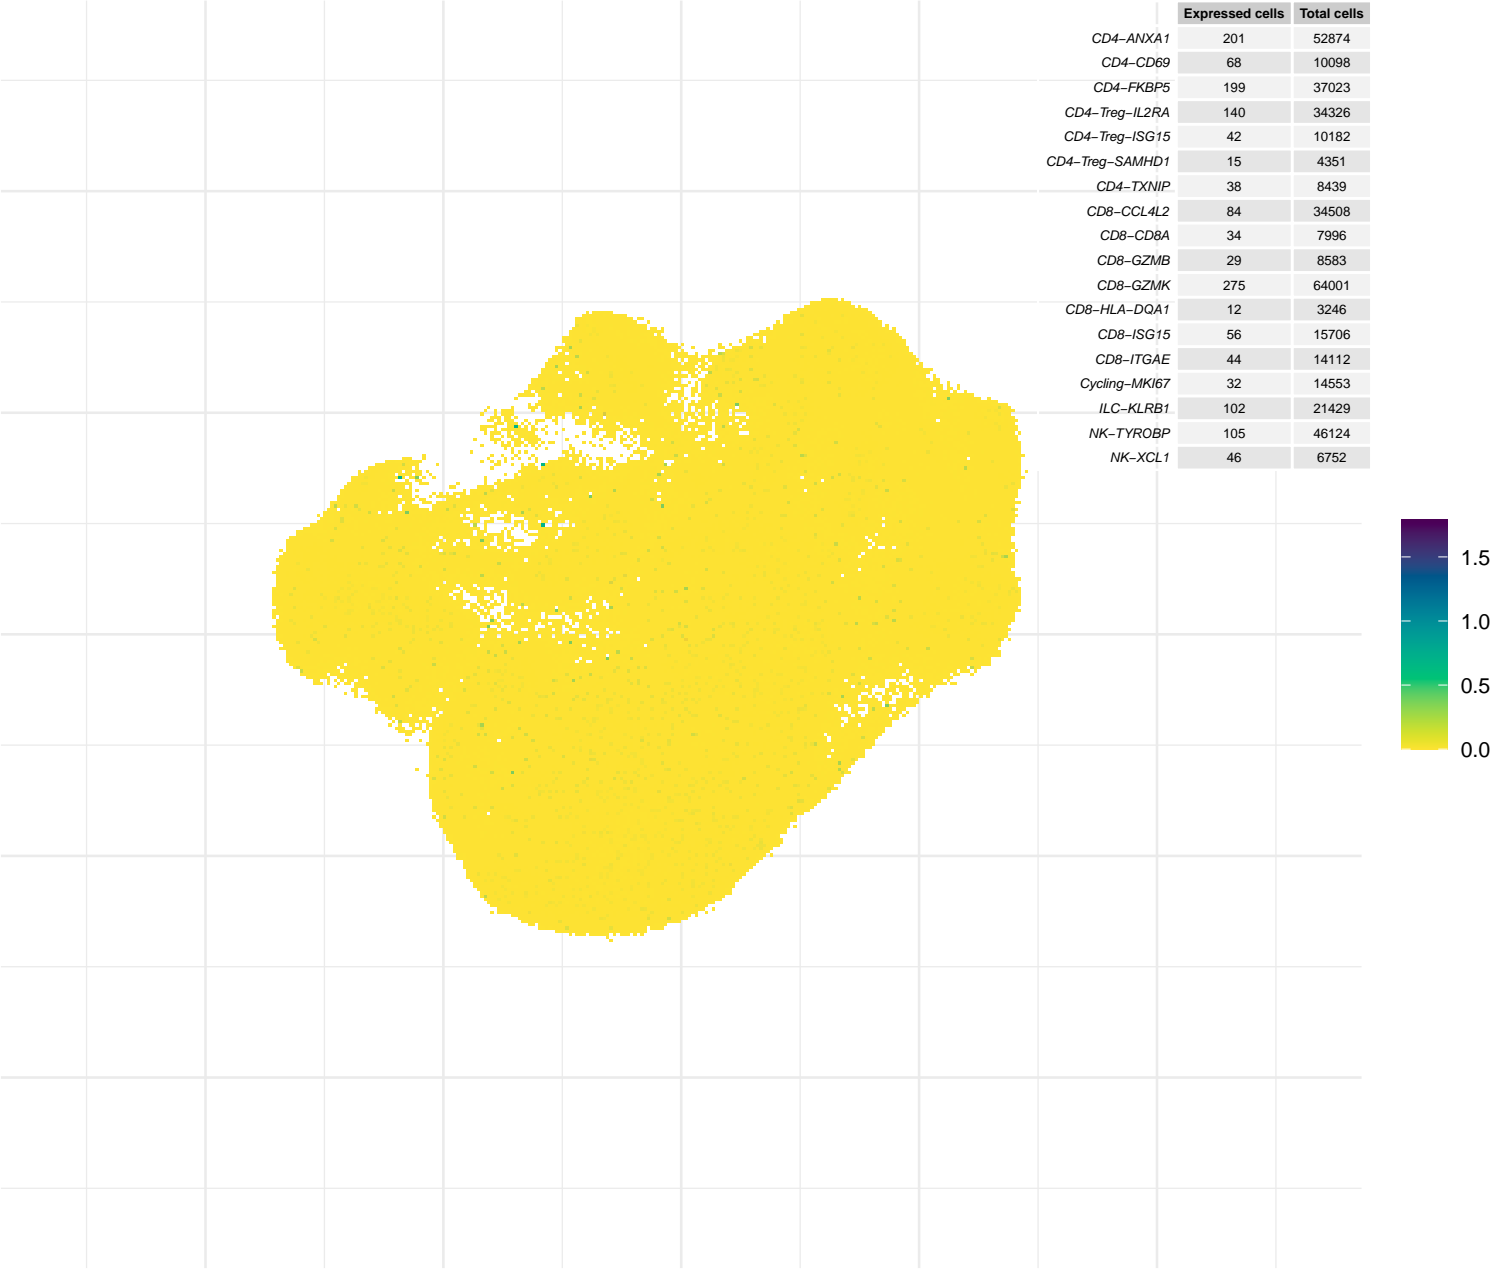 Expressed cells Total cells
CD4−ANXA1 201 52874
CD4−CD69 68 10098
CD4−FKBP5 199 37023
CD4−Treg−IL2RA 140 34326
CD4−Treg−ISG15 42 10182
CD4−Treg−SAMHD1 15 4351
CD4−TXNIP 38 8439
CD8−CCL4L2 84 34508
CD8−CD8A 34 7996
CD8−GZMB 29 8583
CD8−GZMK 275 64001
CD8−HLA−DQA1 12 3246
CD8−ISG15 56 15706
CD8−ITGAE 44 14112
Cycling−MKI67 32 14553
ILC−KLRB1 102 21429
NK−TYROBP 105 46124
NK−XCL1 46 6752
1.5
1.0
0.5
0.0